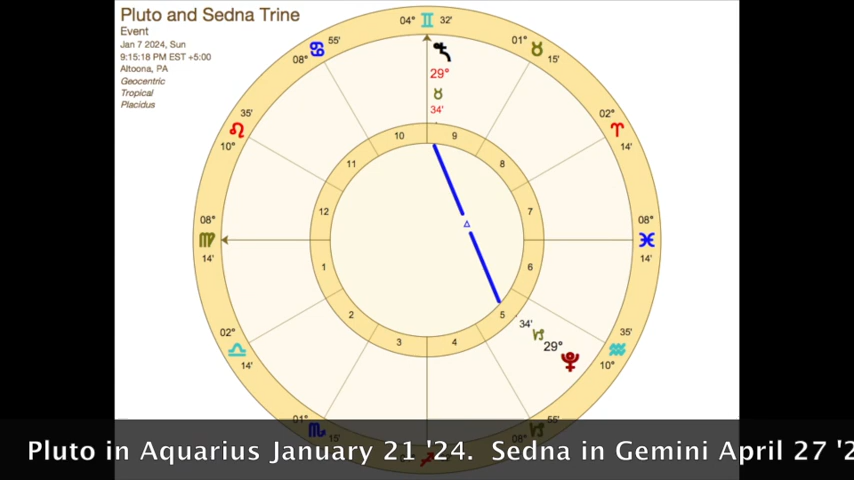 Pluto and Sedna Trine
Event
Jan 7 2024, Sun
9:15:18 PM EST +5:00
Altoona, PA
Geocentric
Tropical
Placidus
04° ♊ 32'
08° ♋ 55'
01° ♉ 15'
35' ♌ 10°
02° ♈ 14'
29°
♉
34'
10
9
11
8
12
7
08° ♍ 14'
08° ♓ 14'
1
6
2
5
3
4
34' ♑ 29° ♇
02° ♎ 14'
35' ♒ 10°
01° ♏ 15'
08° ♑ 55'
♐
Pluto in Aquarius January 21 '24. Sedna in Gemini April 27 '2